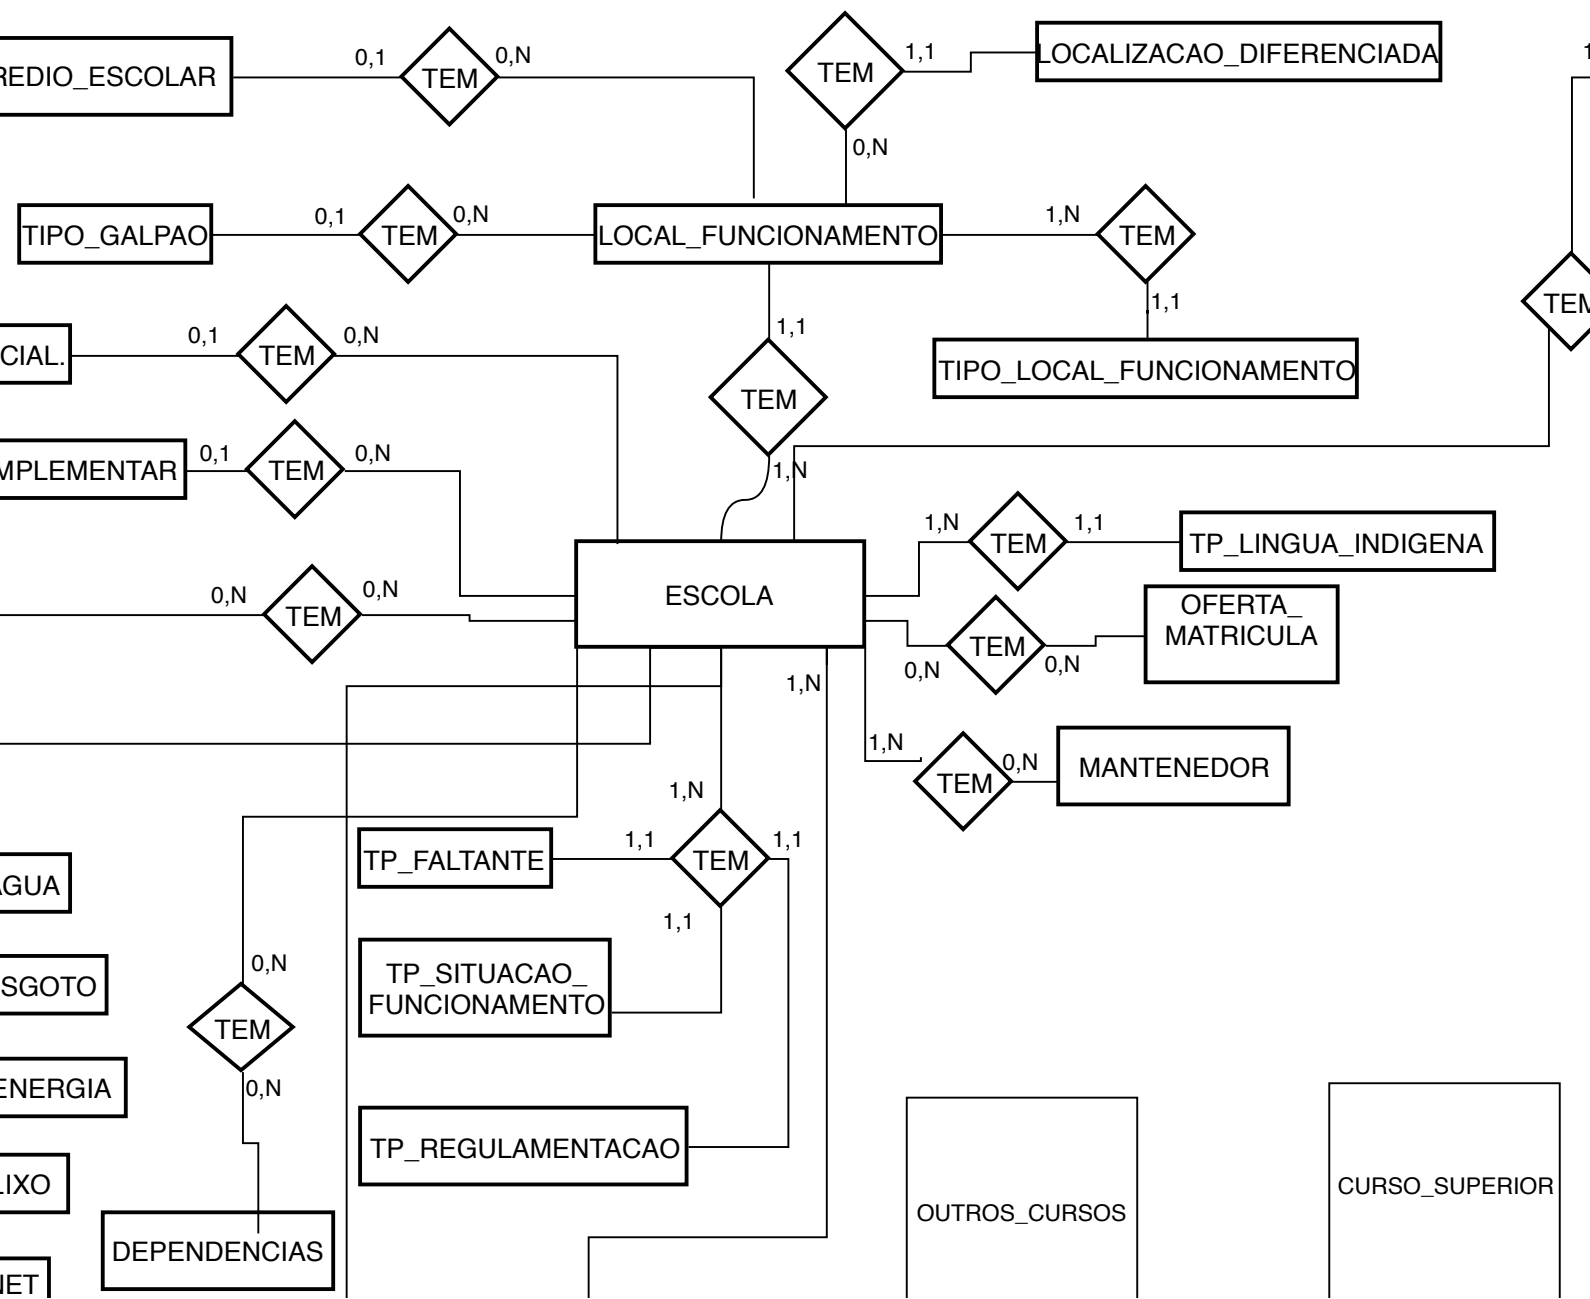 REDIO_ESCOLAR
0,1
TEM
0,N
TEM
1,1
LOCALIZACAO_DIFERENCIADA
0,N
TIPO_GALPAO
0,1
TEM
0,N
LOCAL_FUNCIONAMENTO
1,N
TEM
1,1
TIPO_LOCAL_FUNCIONAMENTO
TEM
CIAL.
0,1
TEM
0,N
1,1
TEM
1,N
MPLEMENTAR
0,1
TEM
0,N
1,N
TEM
1,1
TP_LINGUA_INDIGENA
0,N
TEM
0,N
ESCOLA
0,N
TEM
0,N
OFERTA_
MATRICULA
1,N
1,N
TEM
0,N
MANTENEDOR
1,N
TP_FALTANTE
1,1
TEM
1,1
1,1
AGUA
SGOTO
ENERGIA
LIXO
NET
0,N
TEM
0,N
DEPENDENCIAS
TP_SITUACAO_
FUNCIONAMENTO
TP_REGULAMENTACAO
OUTROS_CURSOS
CURSO_SUPERIOR